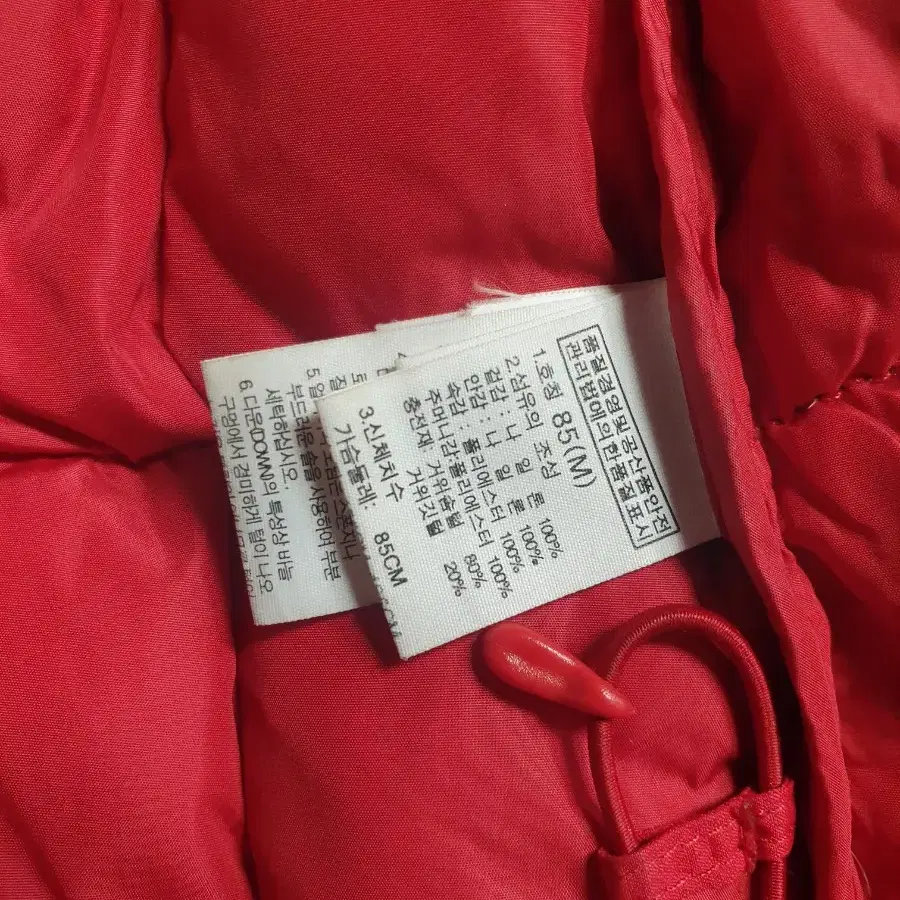 품질경영및공산품안전
관리법에의한품질표시
1.호칭 85(M)
2.섬유의 조성
겉감 : 나 일 론 100%
안감 : 나 일 론 100%
속감 : 폴리에스터 100%
주머니감:폴리에스터 100%
충전재: 거위솜털 80%
거위깃털 20%
3.신체치수
가슴둘레: 85CM
5.
부드러운 솔을 사용하여 부분
세탁하십시오.
6.다운(DOWN)의 특성상 바늘
구멍에서 경미하게 털이 나오